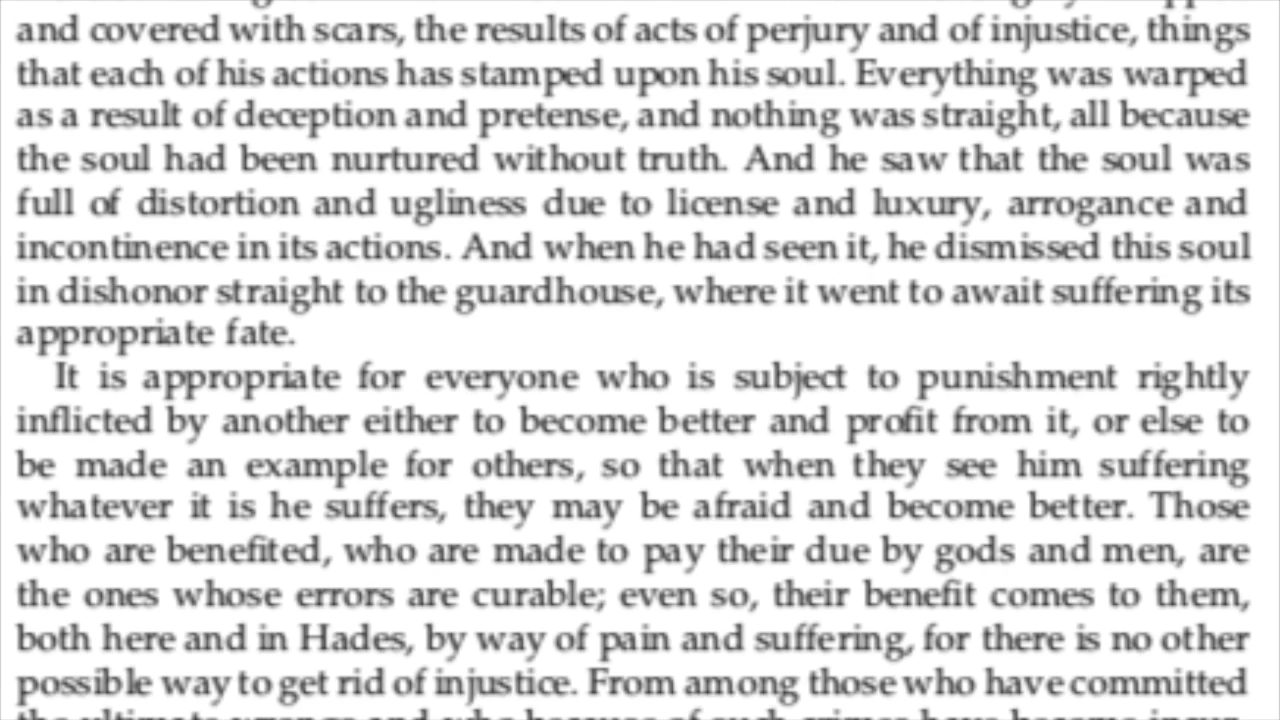 and covered with scars, the results of acts of perjury and of injustice, things
that each of his actions has stamped upon his soul. Everything was warped
as a result of deception and pretense, and nothing was straight, all because
the soul had been nurtured without truth. And he saw that the soul was
full of distortion and ugliness due to license and luxury, arrogance and
incontinence in its actions. And when he had seen it, he dismissed this soul
in dishonor straight to the guardhouse, where it went to await suffering its
appropriate fate.
It is appropriate for everyone who is subject to punishment rightly
inflicted by another either to become better and profit from it, or else to
be made an example for others, so that when they see him suffering
whatever it is he suffers, they may be afraid and become better. Those
who are benefited, who are made to pay their due by gods and men, are
the ones whose errors are curable; even so, their benefit comes to them,
both here and in Hades, by way of pain and suffering, for there is no other
possible way to get rid of injustice. From among those who have committed